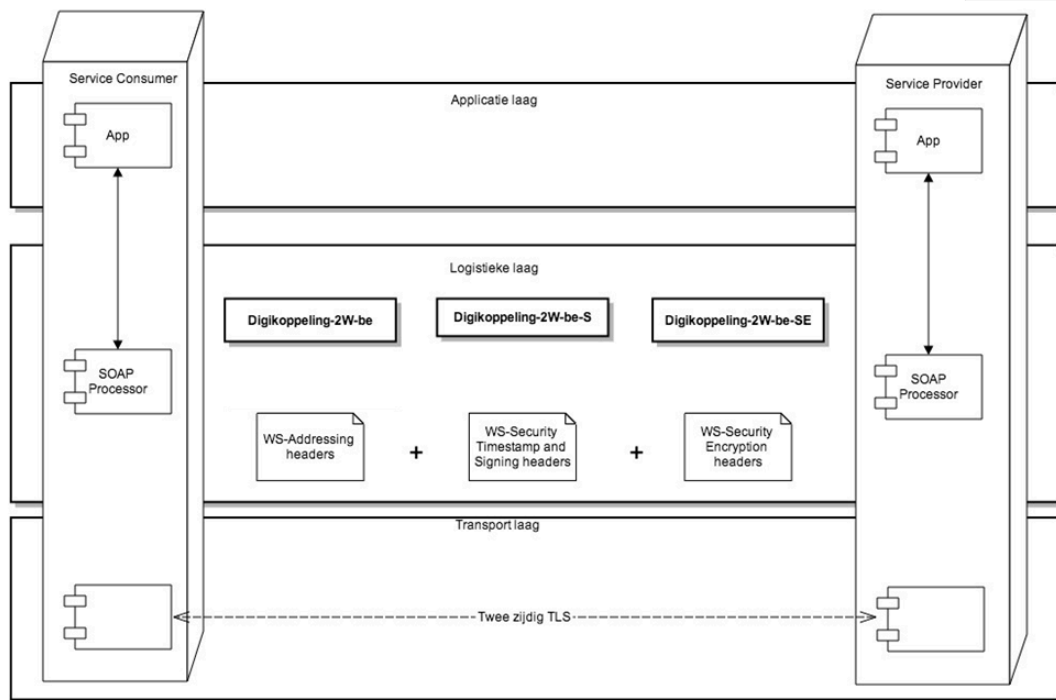 Service Consumer
Service Provider
Applicatie laag
App
App
Logistieke laag
Digikoppeling-2W-be
Digikoppeling-2W-be-S
Digikoppeling-2W-be-SE
SOAP
Processor
SOAP
Processor
WS-Addressing
headers
+
WS-Security
Timestamp and
Signing headers
+
WS-Security
Encryption
headers
Transport laag
Twee zijdig TLS